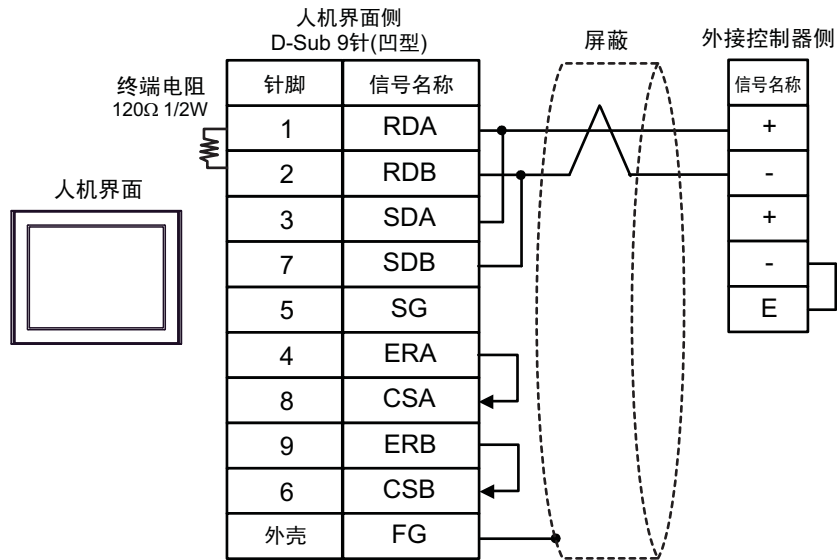 人机界面侧
D-Sub 9针(凹型)
屏蔽
外接控制器侧
终端电阻
120Ω 1/2W
人机界面
针脚 信号名称
1 RDA
2 RDB
3 SDA
7 SDB
5 SG
4 ERA
8 CSA
9 ERB
6 CSB
外壳 FG
信号名称
+
-
+
-
E